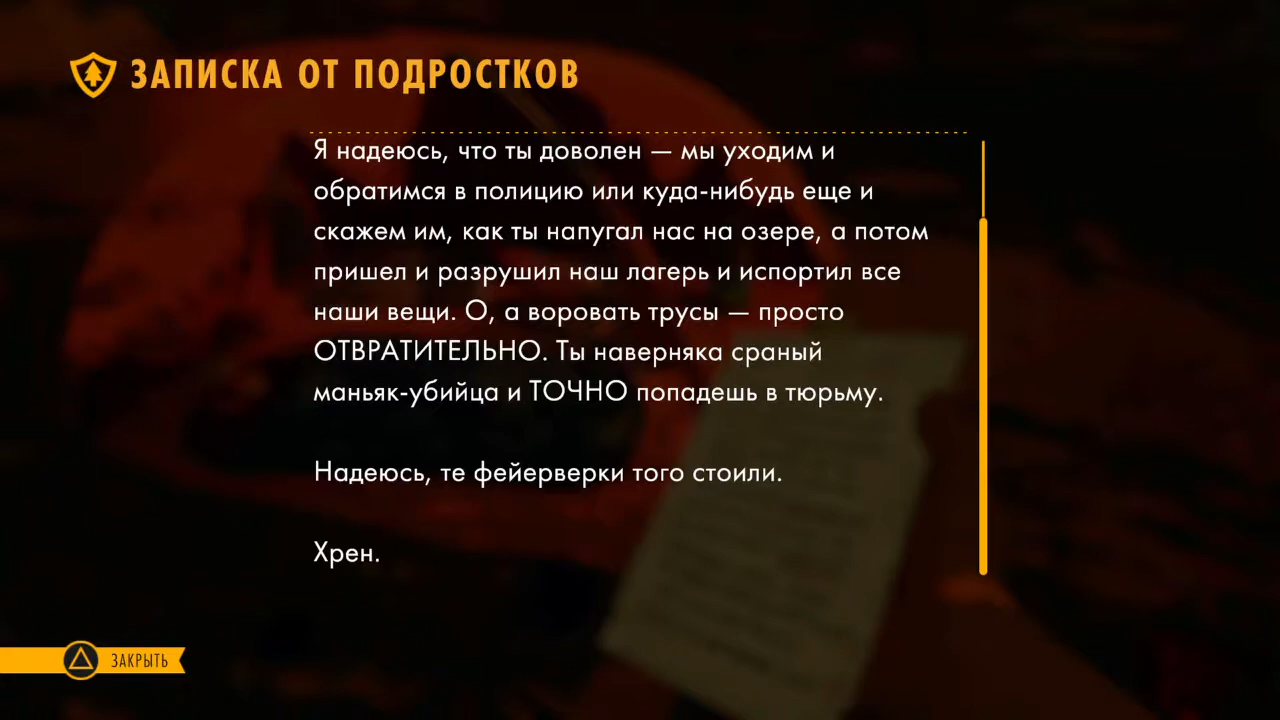 ЗАПИСКА ОТ ПОДРОСТКОВ
Я надеюсь, что ты доволен — мы уходим и
обратимся в полицию или куда-нибудь еще и
скажем им, как ты напугал нас на озере, а потом
пришел и разрушил наш лагерь и испортил все
наши вещи. О, а воровать трусы — просто
ОТВРАТИТЕЛЬНО. Ты наверняка сраный
маньяк-убийца и ТОЧНО попадешь в тюрьму.
Надеюсь, те фейерверки того стоили.
Хрен.
ЗАКРЫТЬ